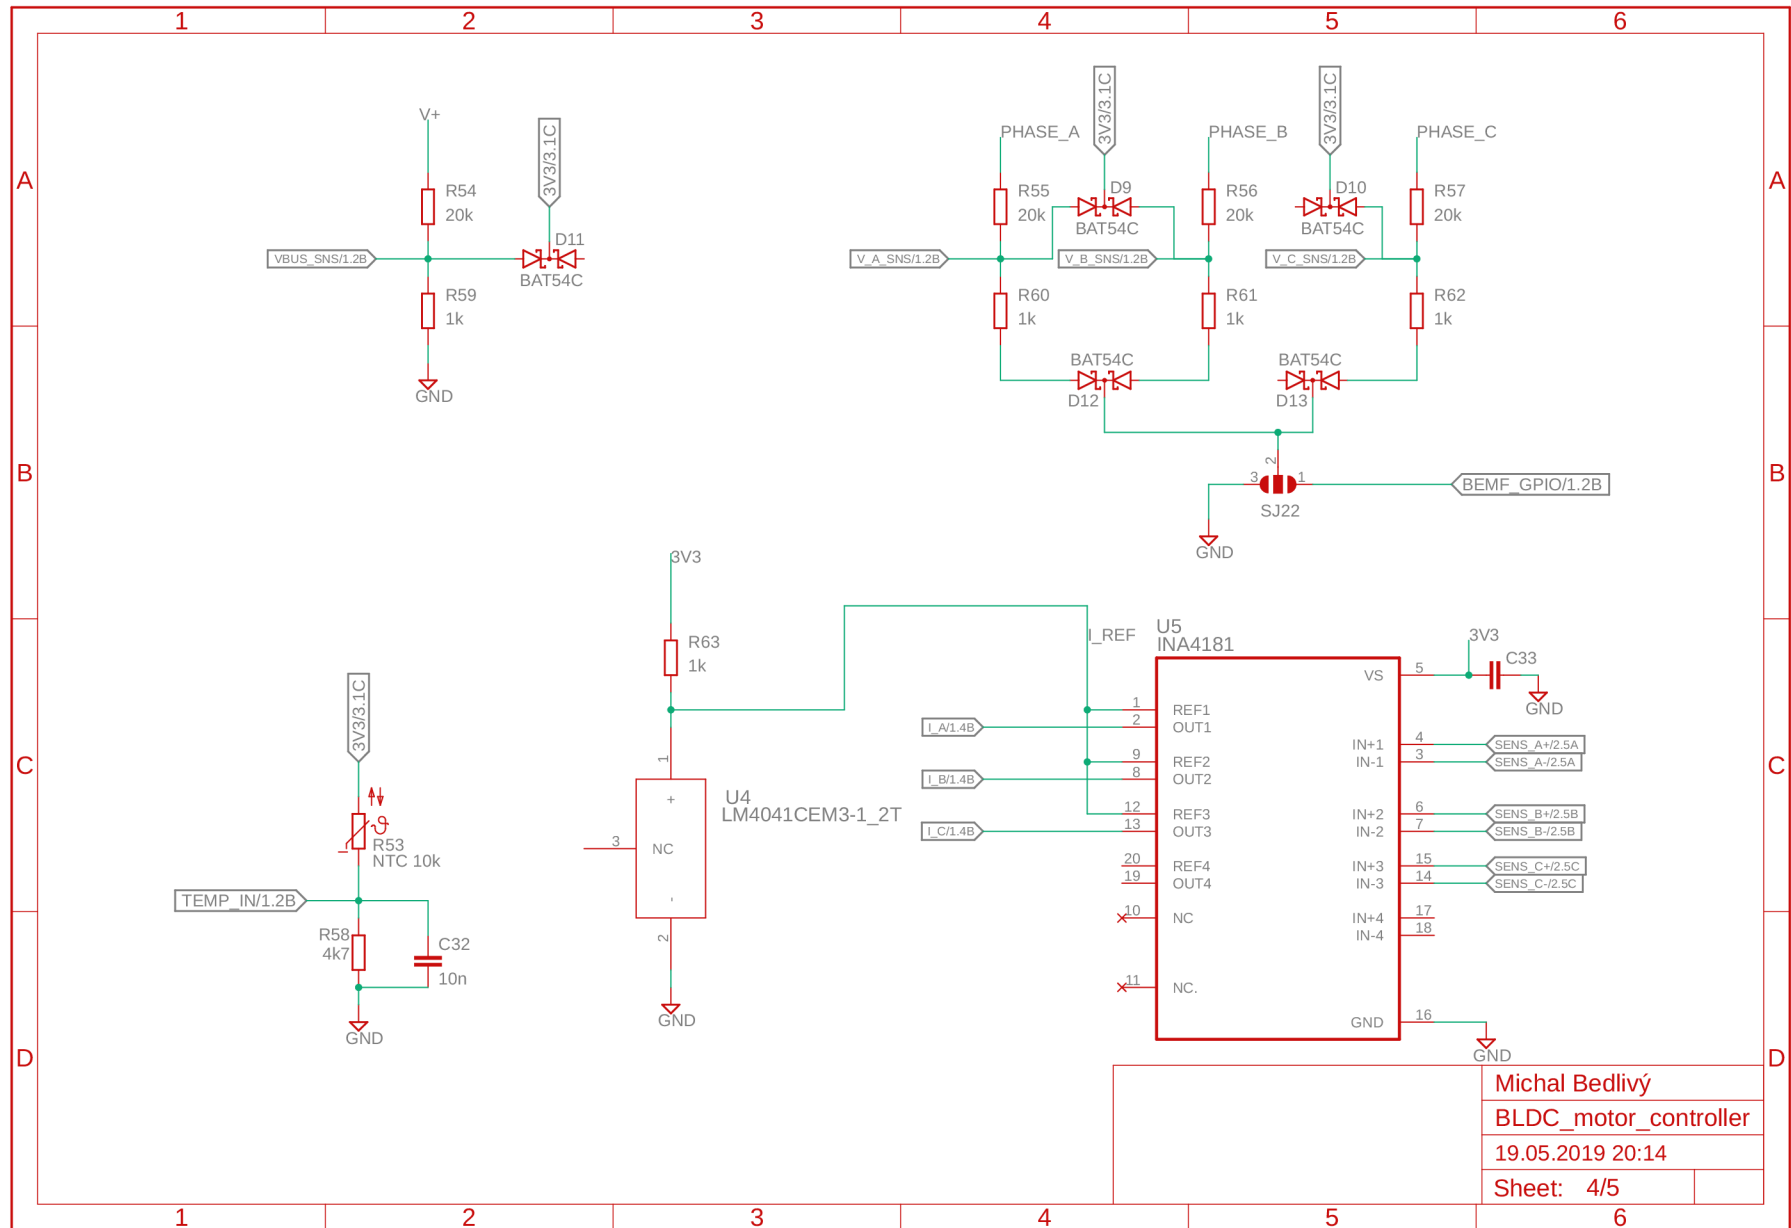 1 2 3 4 5 6
A
A
B
B
C
C
D
D
V+
R54
20k
3V3/3.1C
D11
BAT54C
VBUS_SNS/1.2B
R59
1k
GND
PHASE_A
3V3/3.1C
PHASE_B
3V3/3.1C
PHASE_C
R55
20k
D9
BAT54C
R56
20k
D10
BAT54C
R57
20k
V_A_SNS/1.2B
V_B_SNS/1.2B
V_C_SNS/1.2B
R60
1k
R61
1k
R62
1k
BAT54C
D12
BAT54C
D13
2
3
1
SJ22
BEMF_GPIO/1.2B
GND
3V3
R63
1k
I_REF
1
+
3
NC
-
2
U4
LM4041CEM3-1_2T
GND
3V3/3.1C
R53
NTC 10k
TEMP_IN/1.2B
R58
4k7
C32
10n
GND
U5
INA4181
I_A/1.4B
I_B/1.4B
I_C/1.4B
1 REF1
2 OUT1
9 REF2
8 OUT2
12 REF3
13 OUT3
20 REF4
19 OUT4
10 NC
11 NC.
VS 5
IN+1 4
IN-1 3
IN+2 6
IN-2 7
IN+3 15
IN-3 14
IN+4 17
IN-4 18
GND 16
3V3
C33
GND
SENS_A+/2.5A
SENS_A-/2.5A
SENS_B+/2.5B
SENS_B-/2.5B
SENS_C+/2.5C
SENS_C-/2.5C
GND
Michal Bedlivý
BLDC_motor_controller
19.05.2019 20:14
Sheet: 4/5
1 2 3 4 5 6